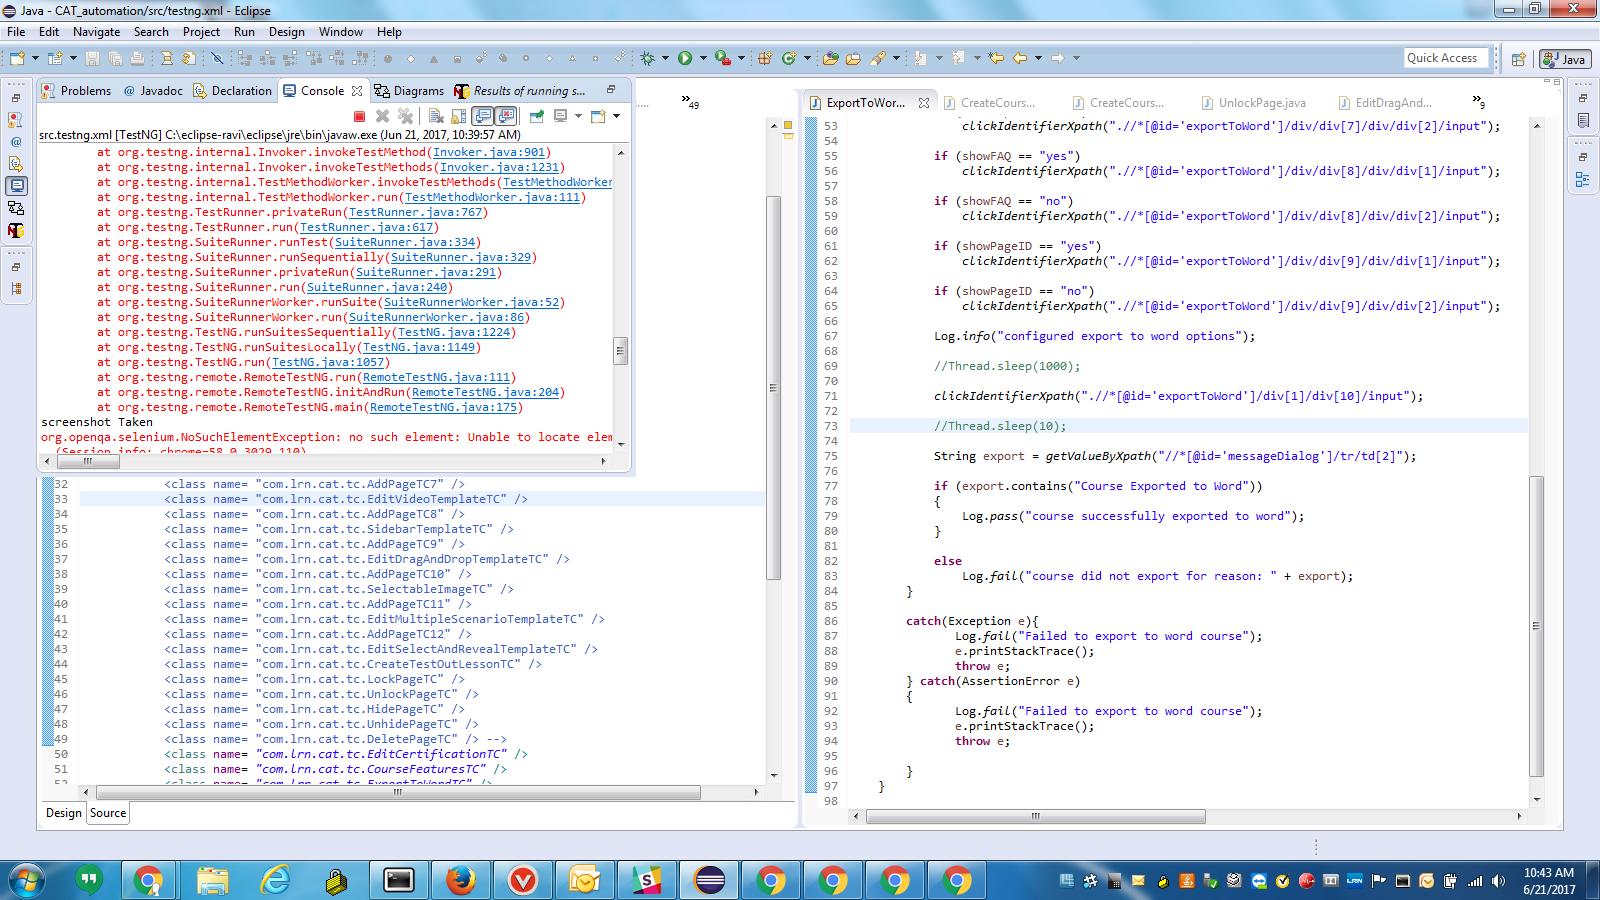 Java - CAT_automation/src/testng.xml - Eclipse
File Edit Navigate Search Project Run Design Window Help
Quick Access
Java
Problems @ Javadoc Declaration Console Diagrams Results of running s...
src.testng.xml [TestNG] C:\eclipse-ravi\eclipse\jre\bin\javaw.exe (Jun 21, 2017, 10:39:57 AM)
at org.testng.internal.Invoker.invokeTestMethod(Invoker.java:901)
at org.testng.internal.Invoker.invokeTestMethods(Invoker.java:1231)
at org.testng.internal.TestMethodWorker.invokeTestMethods(TestMethodWorker
at org.testng.internal.TestMethodWorker.run(TestMethodWorker.java:111)
at org.testng.TestRunner.privateRun(TestRunner.java:767)
at org.testng.TestRunner.run(TestRunner.java:617)
at org.testng.SuiteRunner.runTest(SuiteRunner.java:334)
at org.testng.SuiteRunner.runSequentially(SuiteRunner.java:329)
at org.testng.SuiteRunner.privateRun(SuiteRunner.java:291)
at org.testng.SuiteRunner.run(SuiteRunner.java:240)
at org.testng.SuiteRunnerWorker.runSuite(SuiteRunnerWorker.java:52)
at org.testng.SuiteRunnerWorker.run(SuiteRunnerWorker.java:86)
at org.testng.TestNG.runSuitesSequentially(TestNG.java:1224)
at org.testng.TestNG.runSuitesLocally(TestNG.java:1149)
at org.testng.TestNG.run(TestNG.java:1057)
at org.testng.remote.RemoteTestNG.run(RemoteTestNG.java:111)
at org.testng.remote.RemoteTestNG.initAndRun(RemoteTestNG.java:204)
at org.testng.remote.RemoteTestNG.main(RemoteTestNG.java:175)
screenshot Taken
org.openqa.selenium.NoSuchElementException: no such element: Unable to locate elem
(Session info: chrome=58.0.3029.110)
»49
32 <class name= "com.lrn.cat.tc.AddPageTC7" />
33 <class name= "com.lrn.cat.tc.EditVideoTemplateTC" />
34 <class name= "com.lrn.cat.tc.AddPageTC8" />
35 <class name= "com.lrn.cat.tc.SidebarTemplateTC" />
36 <class name= "com.lrn.cat.tc.AddPageTC9" />
37 <class name= "com.lrn.cat.tc.EditDragAndDropTemplateTC" />
38 <class name= "com.lrn.cat.tc.AddPageTC10" />
39 <class name= "com.lrn.cat.tc.SelectableImageTC" />
40 <class name= "com.lrn.cat.tc.AddPageTC11" />
41 <class name= "com.lrn.cat.tc.EditMultipleScenarioTemplateTC" />
42 <class name= "com.lrn.cat.tc.AddPageTC12" />
43 <class name= "com.lrn.cat.tc.EditSelectAndRevealTemplateTC" />
44 <class name= "com.lrn.cat.tc.CreateTestOutLessonTC" />
45 <class name= "com.lrn.cat.tc.LockPageTC" />
46 <class name= "com.lrn.cat.tc.UnlockPageTC" />
47 <class name= "com.lrn.cat.tc.HidePageTC" />
48 <class name= "com.lrn.cat.tc.UnhidePageTC" />
49 <class name= "com.lrn.cat.tc.DeletePageTC" /> -->
50 <class name= "com.lrn.cat.tc.EditCertificationTC" />
51 <class name= "com.lrn.cat.tc.CourseFeaturesTC" />
52 <class name= "com.lrn.cat.tc.ExportToWordTC" />
Design Source
ExportToWor... CreateCours... CreateCours... UnlockPage.java EditDragAnd... »9
53 clickIdentifierXpath(".//*[@id='exportToWord']/div/div[7]/div/div[2]/input");
54
55 if (showFAQ == "yes")
56 clickIdentifierXpath(".//*[@id='exportToWord']/div/div[8]/div/div[1]/input");
57
58 if (showFAQ == "no")
59 clickIdentifierXpath(".//*[@id='exportToWord']/div/div[8]/div/div[2]/input");
60
61 if (showPageID == "yes")
62 clickIdentifierXpath(".//*[@id='exportToWord']/div/div[9]/div/div[1]/input");
63
64 if (showPageID == "no")
65 clickIdentifierXpath(".//*[@id='exportToWord']/div/div[9]/div/div[2]/input");
66
67 Log.info("configured export to word options");
68
69 //Thread.sleep(1000);
70
71 clickIdentifierXpath(".//*[@id='exportToWord']/div[1]/div[10]/input");
72
73 //Thread.sleep(10);
74
75 String export = getValueByXpath("//*[@id='messageDialog']/tr/td[2]");
76
77 if (export.contains("Course Exported to Word"))
78 {
79 Log.pass("course successfully exported to word");
80 }
81
82 else
83 Log.fail("course did not export for reason: " + export);
84 }
85
86 catch(Exception e){
87 Log.fail("Failed to export to word course");
88 e.printStackTrace();
89 throw e;
90 } catch(AssertionError e)
91 {
92 Log.fail("Failed to export to word course");
93 e.printStackTrace();
94 throw e;
95
96 }
97 }
98
10:43 AM
6/21/2017